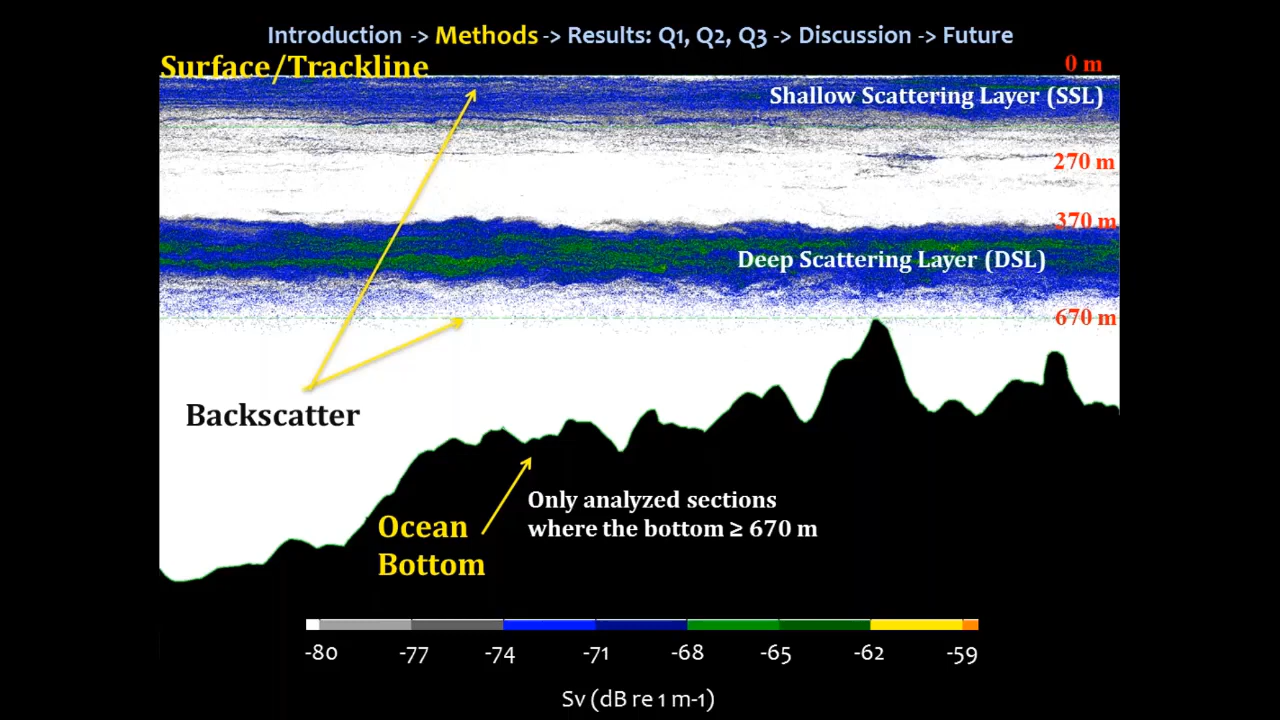 Introduction -> Methods -> Results: Q1, Q2, Q3 -> Discussion -> Future
Surface/Trackline
0 m
Shallow Scattering Layer (SSL)
270 m
370 m
Deep Scattering Layer (DSL)
670 m
Backscatter
Only analyzed sections
where the bottom ≥ 670 m
Ocean
Bottom
-80 -77 -74 -71 -68 -65 -62 -59
Sv (dB re 1 m-1)